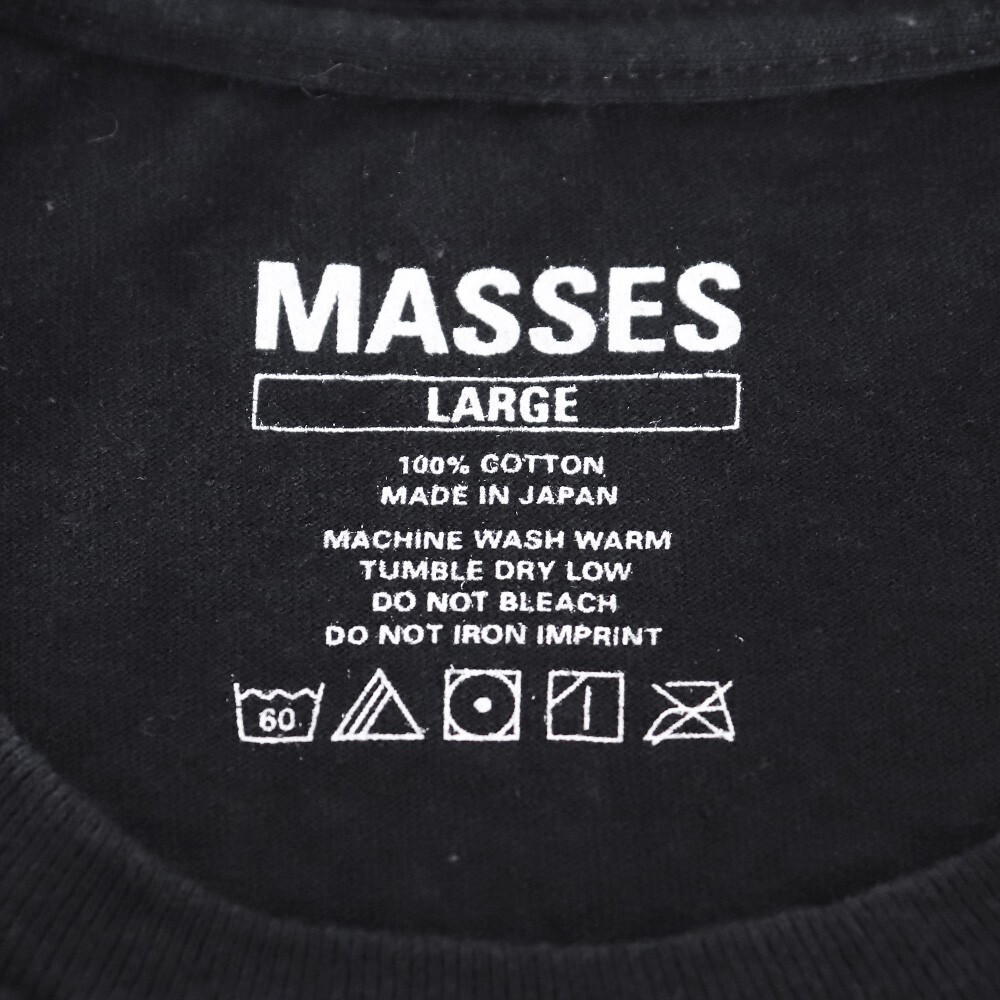 MASSES
LARGE
100% COTTON
MADE IN JAPAN
MACHINE WASH WARM
TUMBLE DRY LOW
DO NOT BLEACH
DO NOT IRON IMPRINT
60